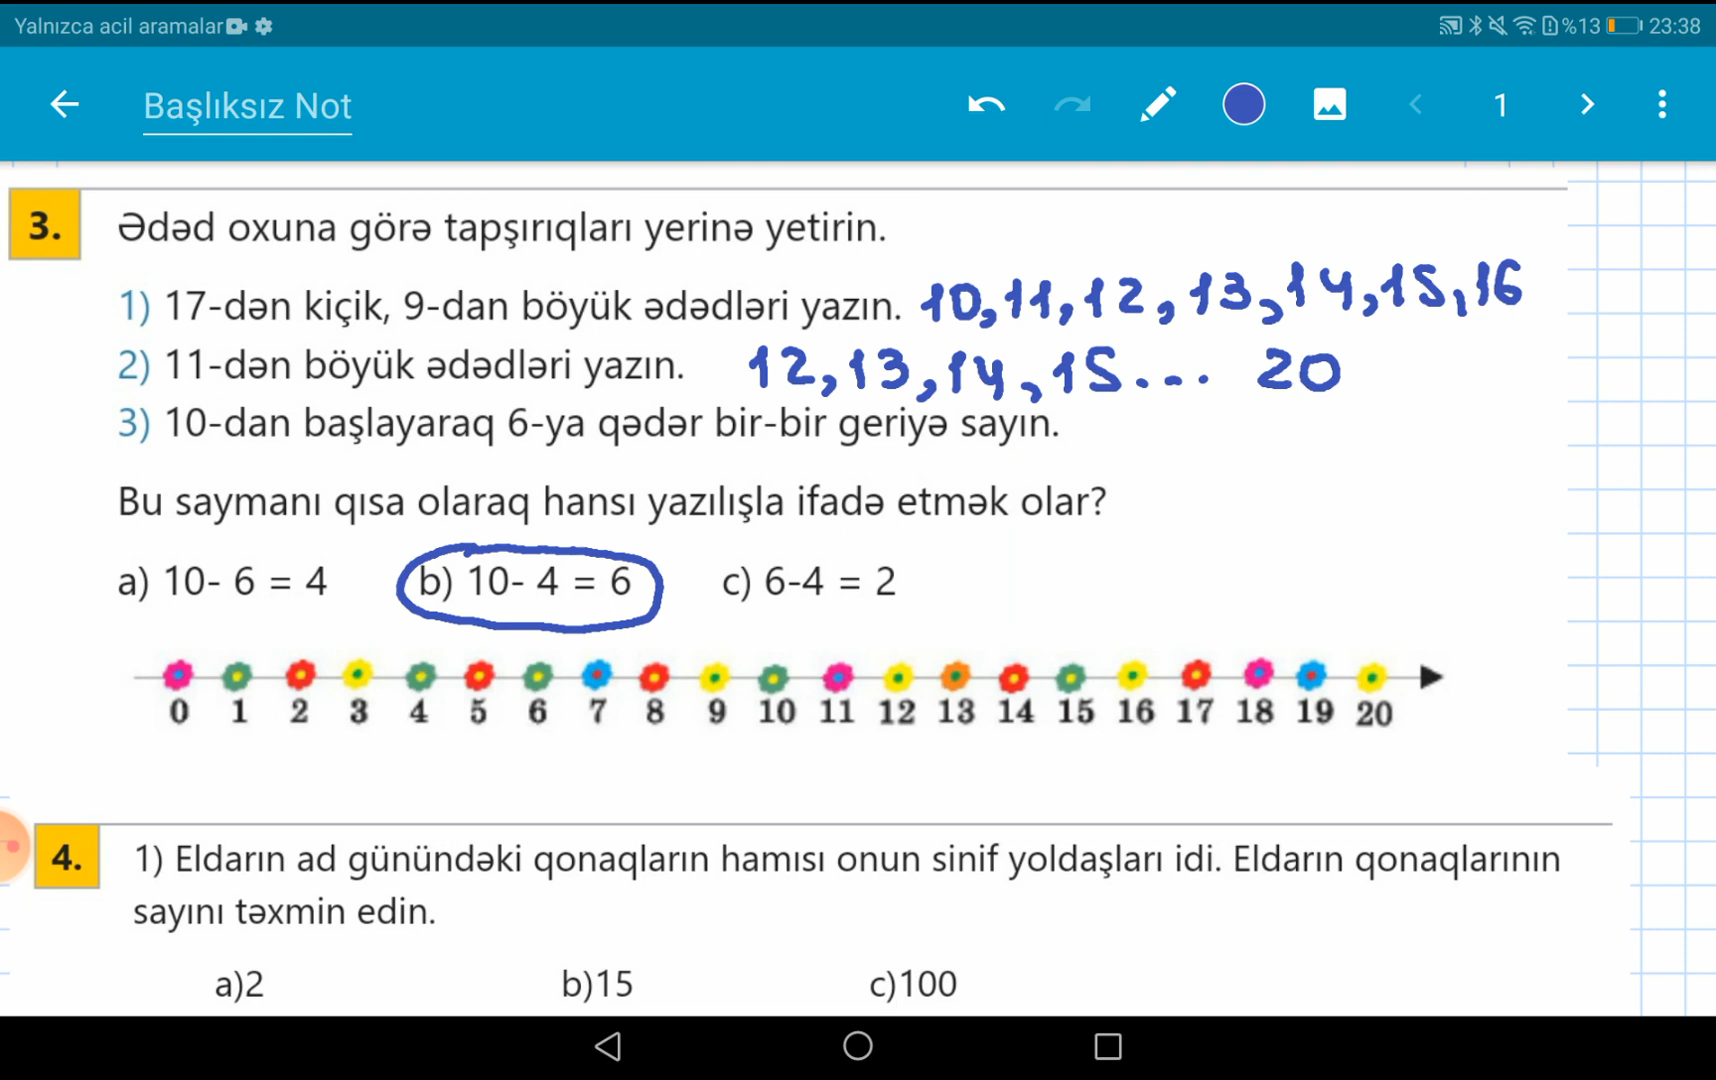 Yalnızca acil aramalar %13 23:38
Başlıksız Not 1
3. Ədəd oxuna görə tapşırıqları yerinə yetirin.
1) 17-dən kiçik, 9-dan böyük ədədləri yazın. 10,11,12,13,14,15,16
2) 11-dən böyük ədədləri yazın. 12,13,14,15... 20
3) 10-dan başlayaraq 6-ya qədər bir-bir geriyə sayın.
Bu saymanı qısa olaraq hansı yazılışla ifadə etmək olar?
a) 10- 6 = 4 b) 10- 4 = 6 c) 6-4 = 2
0 1 2 3 4 5 6 7 8 9 10 11 12 13 14 15 16 17 18 19 20
4. 1) Eldarın ad günündəki qonaqların hamısı onun sinif yoldaşları idi. Eldarın qonaqlarının
sayını təxmin edin.
a)2 b)15 c)100